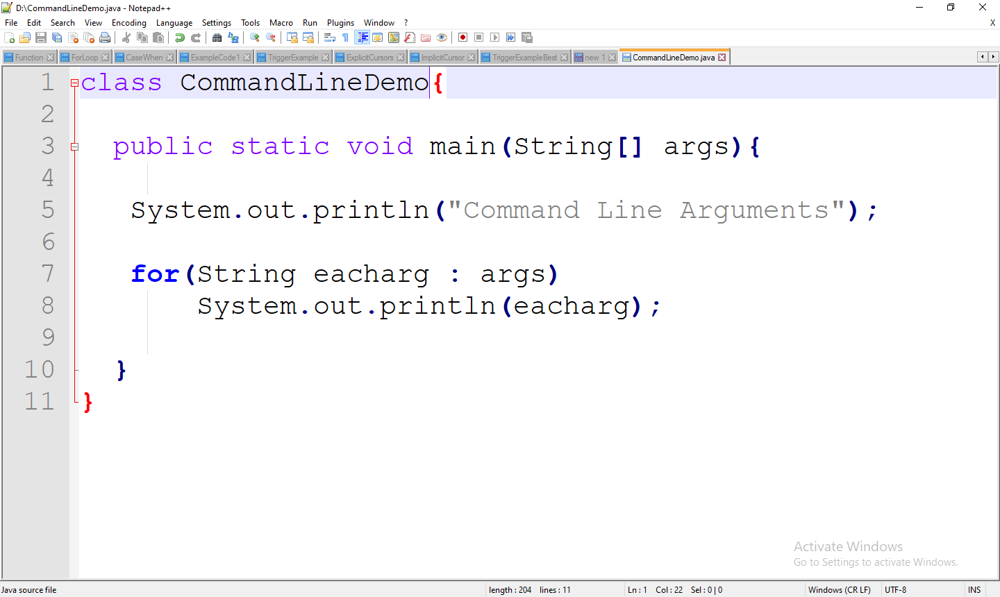 D:\CommandLineDemo.java - Notepad++
File Edit Search View Encoding Language Settings Tools Macro Run Plugins Window ? X
Function ForLoop CaseWhen ExampleCode1 TriggerExample ExplicitCursors ImplicitCursor TriggerExampleBest new 1 CommandLineDemo.java
1 class CommandLineDemo{
2
3 public static void main(String[] args){
4
5 System.out.println("Command Line Arguments");
6
7 for(String eacharg : args)
8 System.out.println(eacharg);
9
10 }
11 }
Activate Windows
Go to Settings to activate Windows.
Java source file length : 204 lines : 11 Ln : 1 Col : 22 Sel : 0 | 0 Windows (CR LF) UTF-8 INS